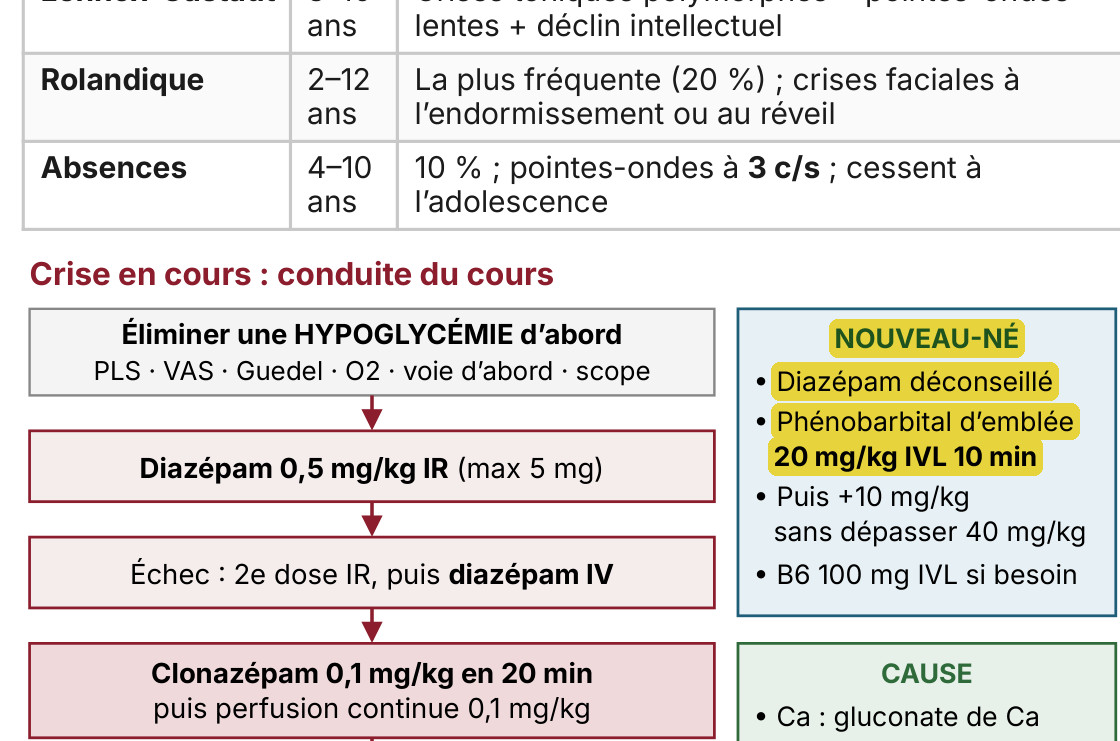 ans
lentes + déclin intellectuel
Rolandique
2–12
ans
La plus fréquente (20 %) ; crises faciales à
l’endormissement ou au réveil
Absences
4–10
ans
10 % ; pointes-ondes à 3 c/s ; cessent à
l’adolescence
Crise en cours : conduite du cours
Éliminer une HYPOGLYCÉMIE d’abord
PLS · VAS · Guedel · O2 · voie d’abord · scope
Diazépam 0,5 mg/kg IR (max 5 mg)
Échec : 2e dose IR, puis diazépam IV
Clonazépam 0,1 mg/kg en 20 min
puis perfusion continue 0,1 mg/kg
NOUVEAU-NÉ
• Diazépam déconseillé
• Phénobarbital d’emblée
20 mg/kg IVL 10 min
• Puis +10 mg/kg
sans dépasser 40 mg/kg
• B6 100 mg IVL si besoin
CAUSE
• Ca : gluconate de Ca